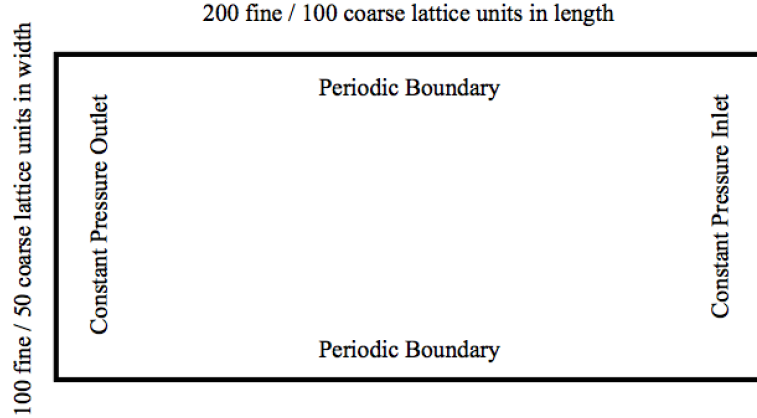 200 fine / 100 coarse lattice units in length
100 fine / 50 coarse lattice units in width
Periodic Boundary
Constant Pressure Outlet
Constant Pressure Inlet
Periodic Boundary